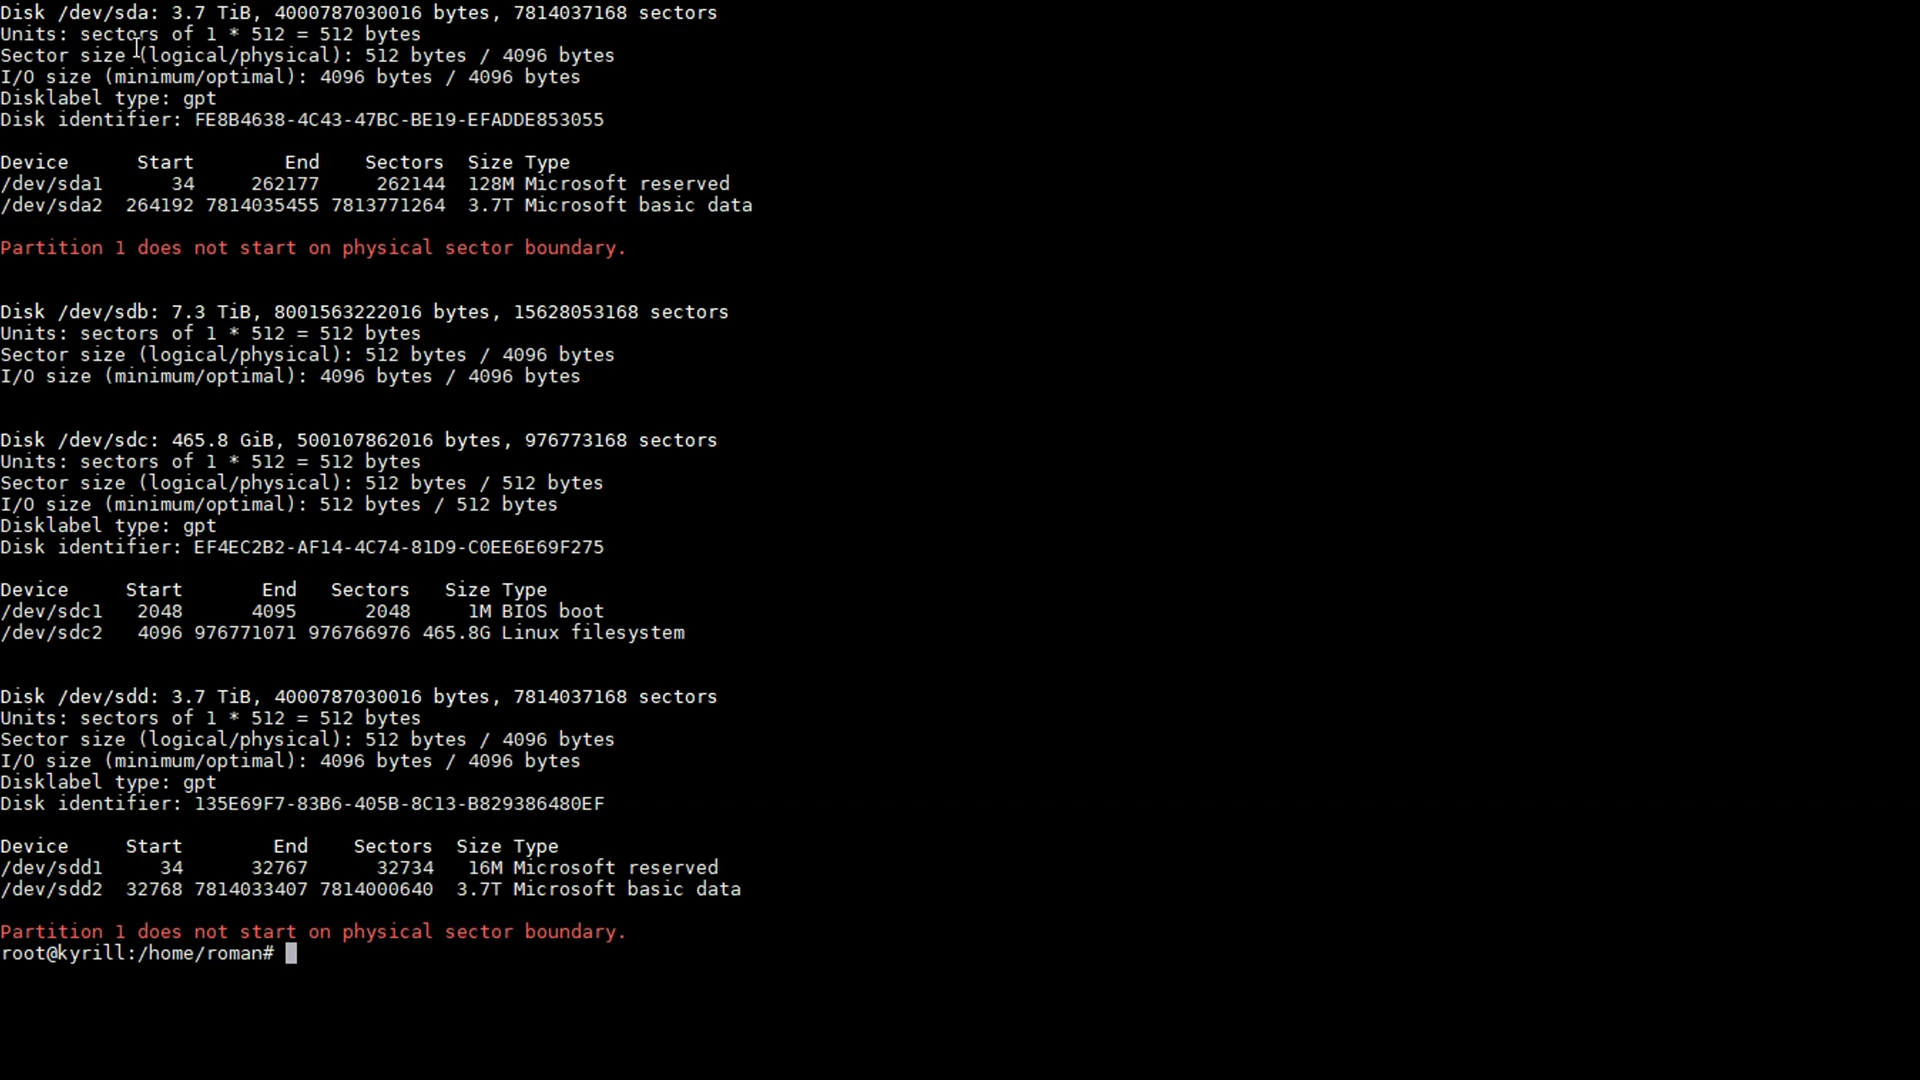 Disk /dev/sda: 3.7 TiB, 4000787030016 bytes, 7814037168 sectors
Units: sectors of 1 * 512 = 512 bytes
Sector size (logical/physical): 512 bytes / 4096 bytes
I/O size (minimum/optimal): 4096 bytes / 4096 bytes
Disklabel type: gpt
Disk identifier: FE8B4638-4C43-47BC-BE19-EFADDE853055

Device      Start        End    Sectors  Size Type
/dev/sda1      34     262177     262144  128M Microsoft reserved
/dev/sda2  264192 7814035455 7813771264  3.7T Microsoft basic data

Partition 1 does not start on physical sector boundary.

Disk /dev/sdb: 7.3 TiB, 8001563222016 bytes, 15628053168 sectors
Units: sectors of 1 * 512 = 512 bytes
Sector size (logical/physical): 512 bytes / 4096 bytes
I/O size (minimum/optimal): 4096 bytes / 4096 bytes

Disk /dev/sdc: 465.8 GiB, 500107862016 bytes, 976773168 sectors
Units: sectors of 1 * 512 = 512 bytes
Sector size (logical/physical): 512 bytes / 512 bytes
I/O size (minimum/optimal): 512 bytes / 512 bytes
Disklabel type: gpt
Disk identifier: EF4EC2B2-AF14-4C74-81D9-C0EE6E69F275

Device     Start       End   Sectors   Size Type
/dev/sdc1   2048      4095      2048     1M BIOS boot
/dev/sdc2   4096 976771071 976766976 465.8G Linux filesystem

Disk /dev/sdd: 3.7 TiB, 4000787030016 bytes, 7814037168 sectors
Units: sectors of 1 * 512 = 512 bytes
Sector size (logical/physical): 512 bytes / 4096 bytes
I/O size (minimum/optimal): 4096 bytes / 4096 bytes
Disklabel type: gpt
Disk identifier: 135E69F7-83B6-405B-8C13-B829386480EF

Device     Start        End    Sectors  Size Type
/dev/sdd1     34      32767      32734   16M Microsoft reserved
/dev/sdd2  32768 7814033407 7814000640  3.7T Microsoft basic data

Partition 1 does not start on physical sector boundary.
root@kyrill:/home/roman#